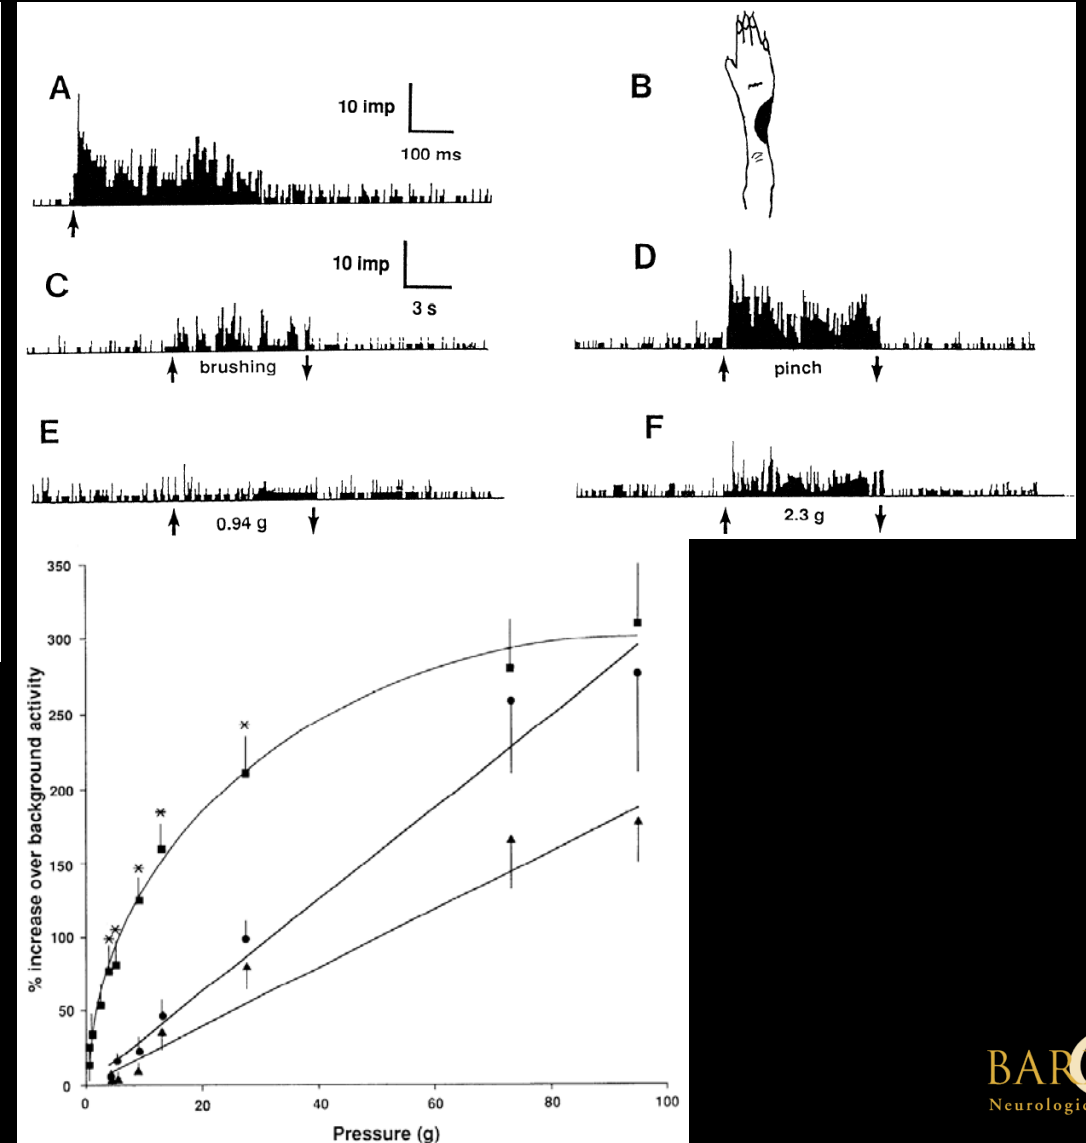 A
10 imp
100 ms
B
C
10 imp
3 s
brushing
D
pinch
E
0.94 g
F
2.3 g
350
300
250
200
150
100
50
0
% increase over background activity
0 20 40 60 80 100
Pressure (g)
BAR
Neurologic